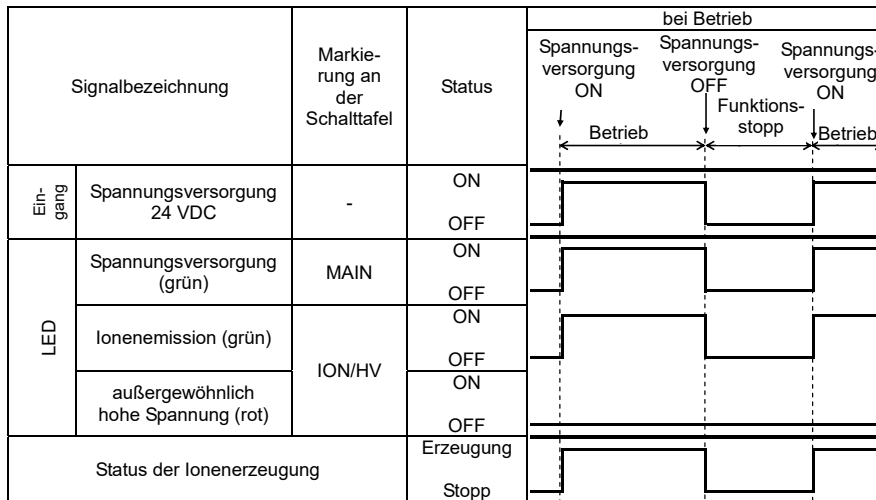 Signalbezeichnung
Markie-
rung an
der
Schalttafel
Status
bei Betrieb
Spannungs-
versorgung
ON
Spannungs-
versorgung
OFF
Spannungs-
versorgung
ON
Betrieb
Funktions-
stopp
Betrieb
Ein-
gang
Spannungsversorgung
24 VDC
-
ON
OFF
LED
Spannungsversorgung
(grün)
MAIN
ON
OFF
Ionenemission (grün)
ION/HV
ON
OFF
außergewöhnlich
hohe Spannung (rot)
ON
OFF
Status der Ionenerzeugung
Erzeugung
Stopp